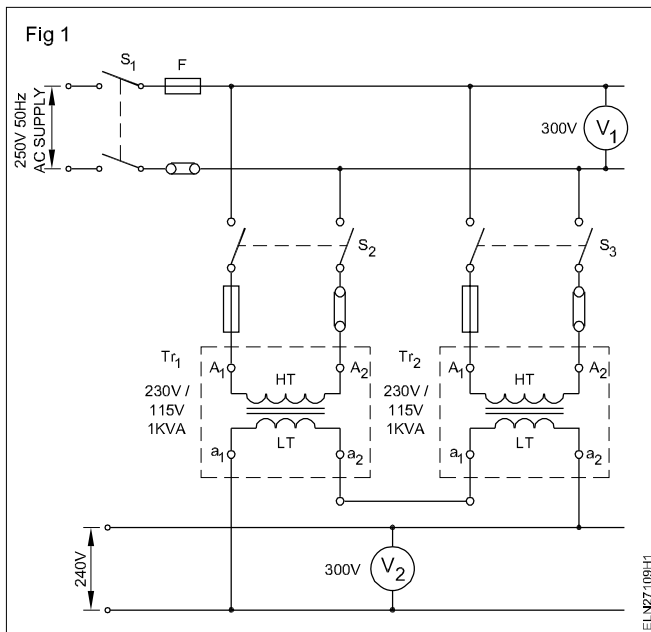 Fig 1
S1
F
250V 50Hz
AC SUPPLY
300V
V1
S2
S3
Tr1
230V /
115V
1KVA
A1
HT
A2
LT
a1
a2
Tr2
230V /
115V
1KVA
A1
HT
A2
LT
a1
a2
240V
300V
V2
ELN27109H1